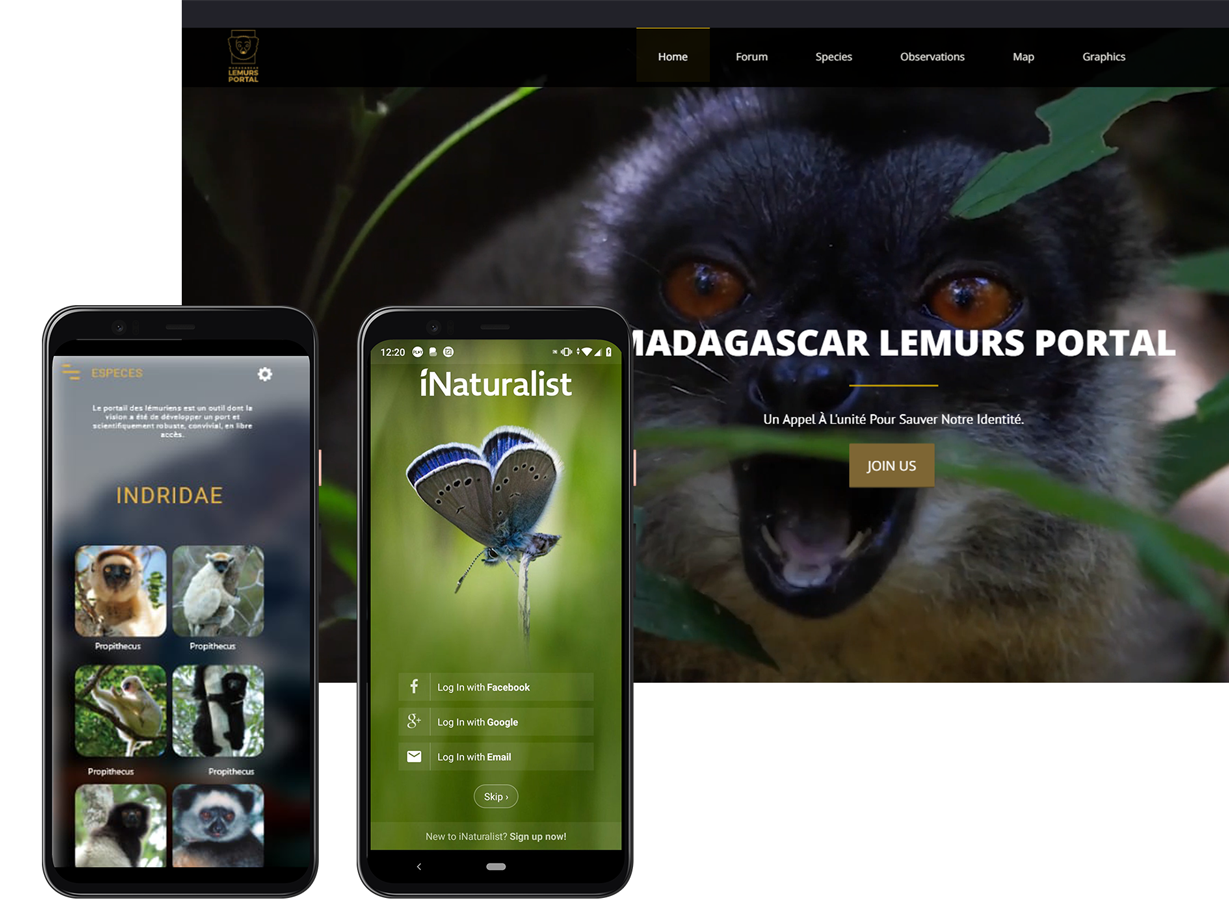 MADAGASCAR
LEMURS
PORTAL
Home
Forum
Species
Observations
Map
Graphics
MADAGASCAR LEMURS PORTAL
Un Appel À L'unité Pour Sauver Notre Identité.
JOIN US
ESPECES
Le portail des lémuriens est un outil dont la
vision a été de développer un port et
scientifiquement robuste, convivial, en libre
accès.
INDRIDAE
Propithecus
Propithecus
Propithecus
Propithecus
12:20
iNaturalist
f Log In with Facebook
g+ Log In with Google
Log In with Email
Skip ›
New to iNaturalist? Sign up now!